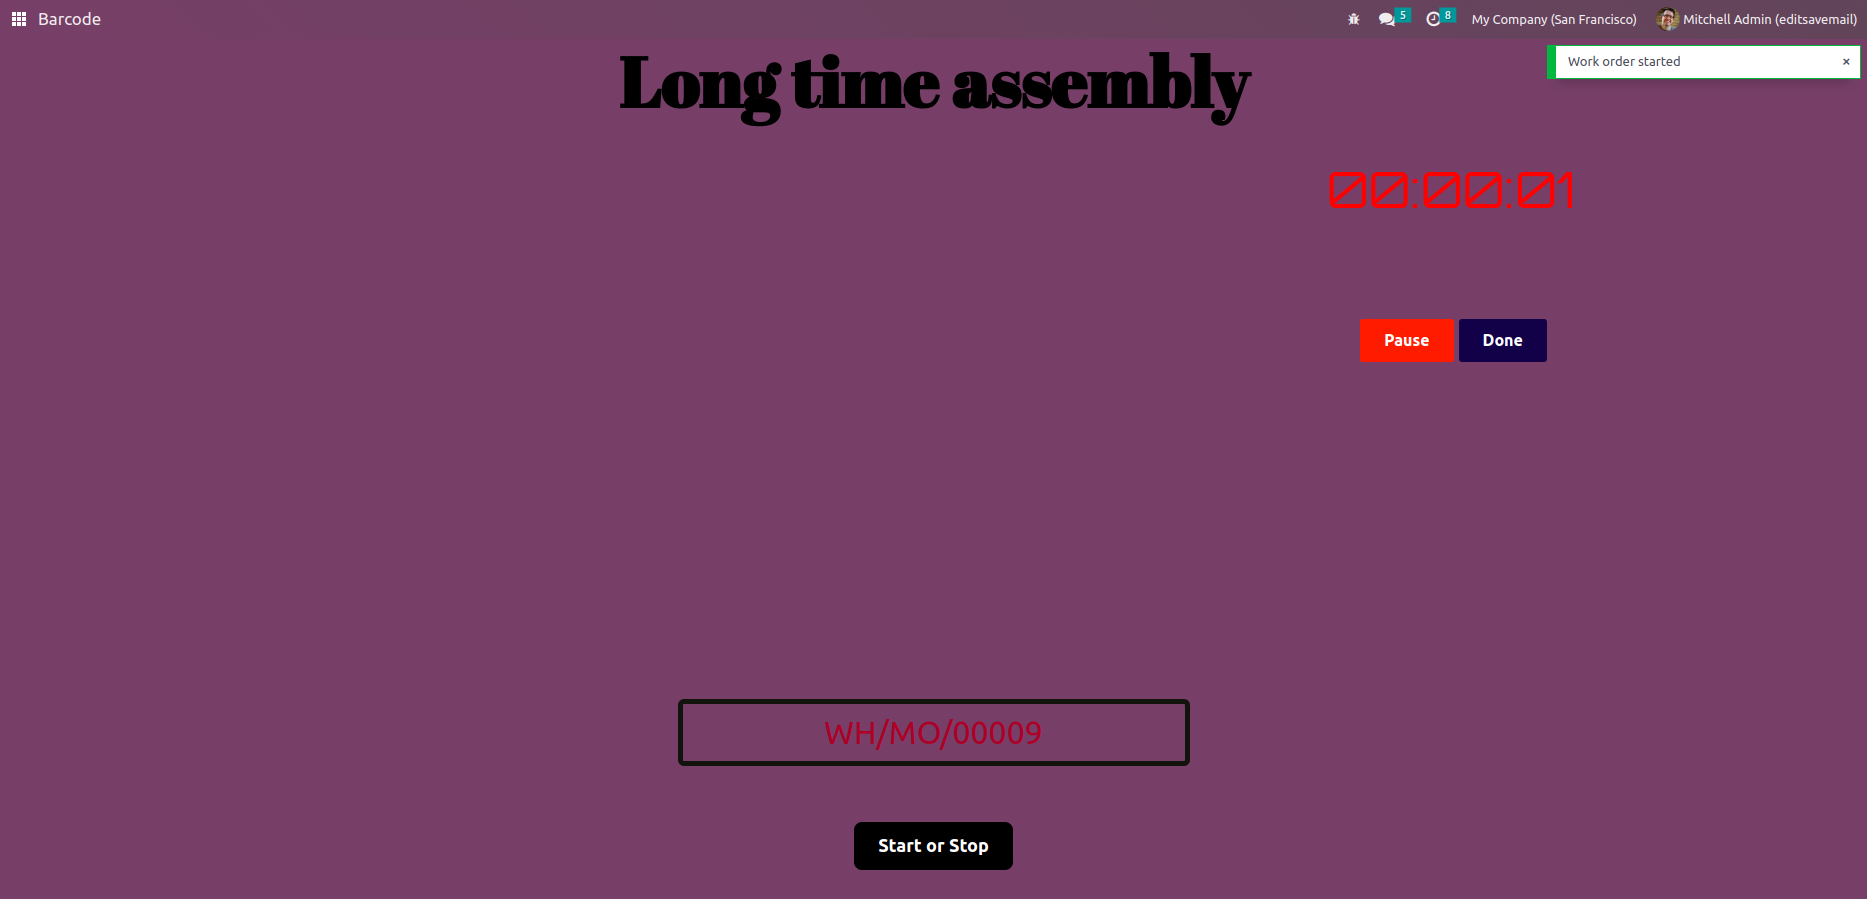 Barcode
5
8
My Company (San Francisco)
Mitchell Admin (editsavemail)
Work order started
×
Long time assembly
00:00:01
Pause
Done
WH/MO/00009
Start or Stop